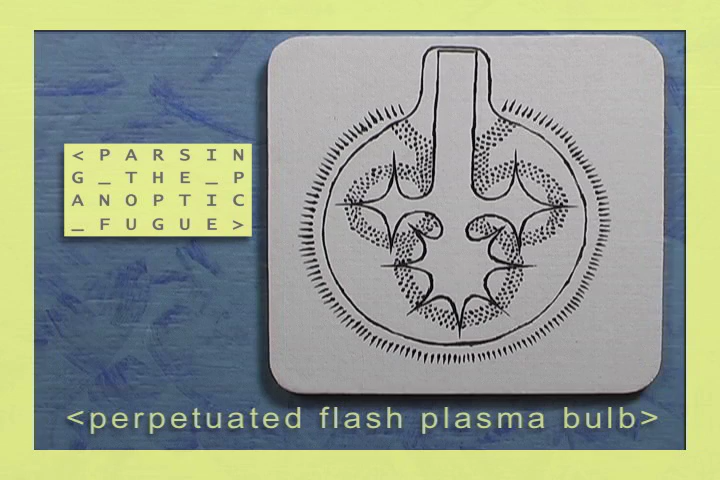 < P A R S I N
G _ T H E _ P
A N O P T I C
_ F U G U E >
<perpetuated flash plasma bulb>